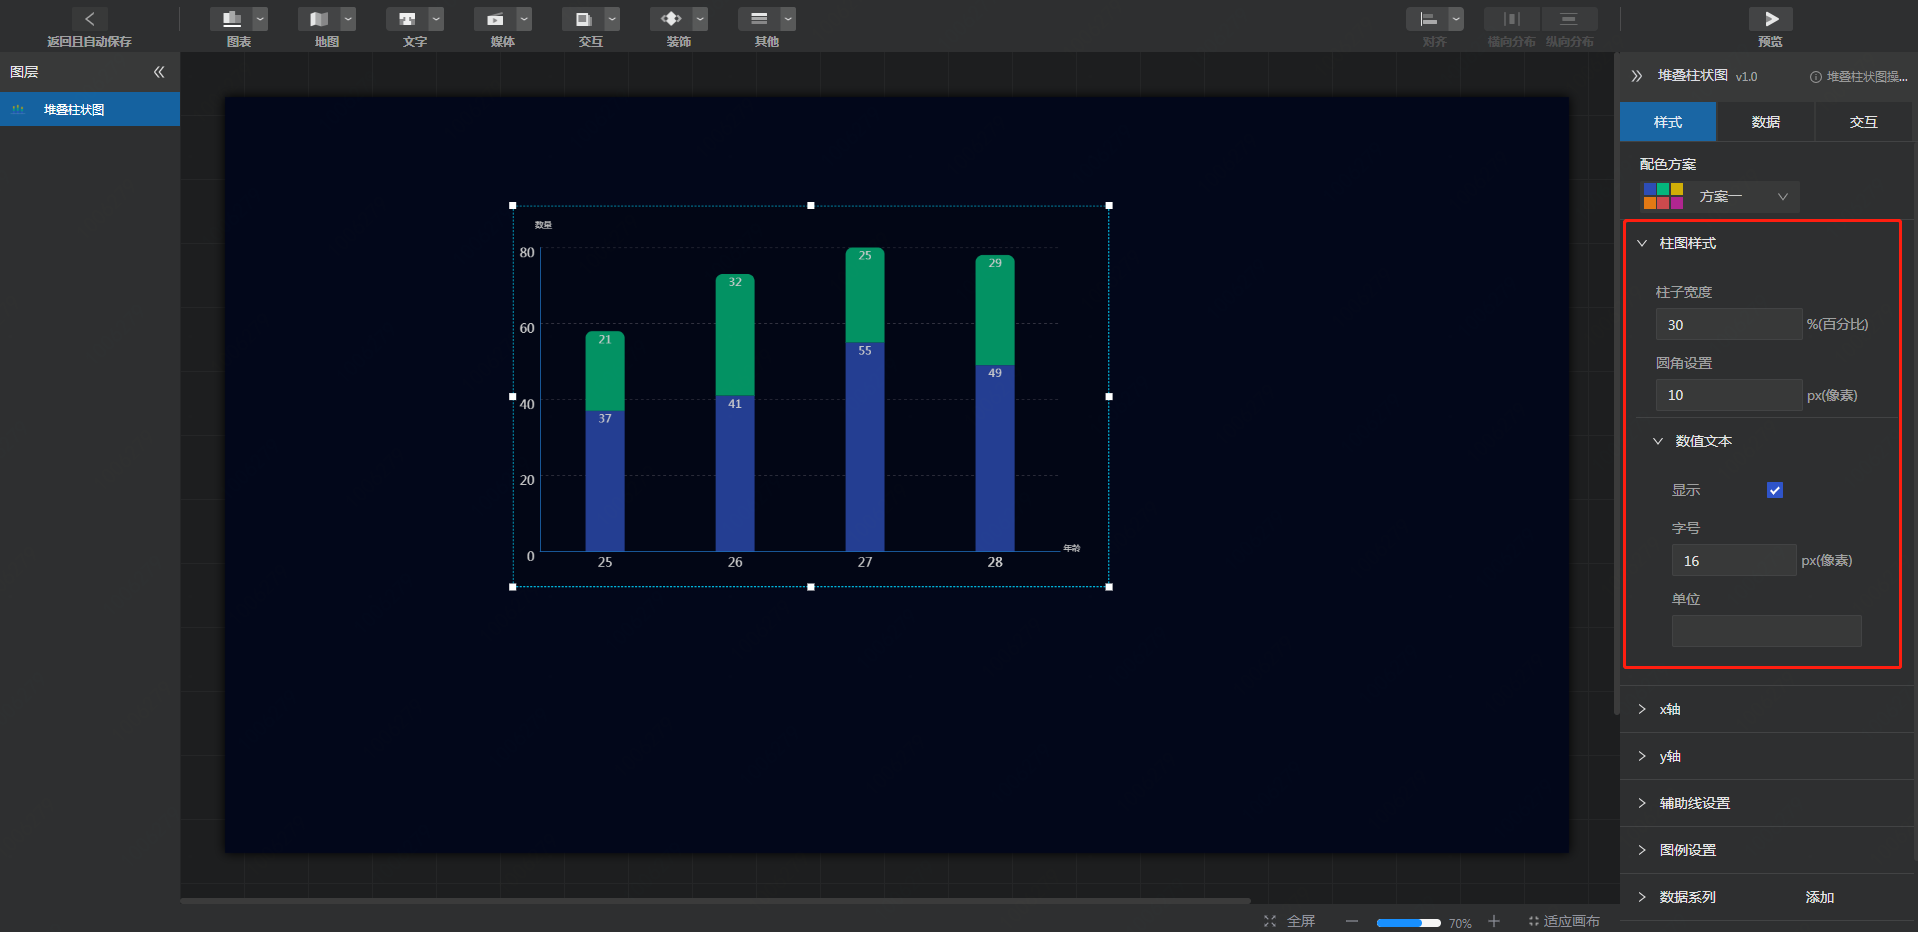 返回且自动保存
图表
地图
文字
媒体
交互
装饰
其他
对齐
横向分布
纵向分布
预览
图层
堆叠柱状图
堆叠柱状图 v1.0
堆叠柱状图操...
样式
数据
交互
配色方案
方案一
柱图样式
柱子宽度
30 %(百分比)
圆角设置
10 px(像素)
数值文本
显示
字号
16 px(像素)
单位
x轴
y轴
辅助线设置
图例设置
数据系列 添加
数量
80
60
40
20
0
21
37
32
41
25
55
29
49
25
26
27
28
年龄
全屏
70%
适应画布